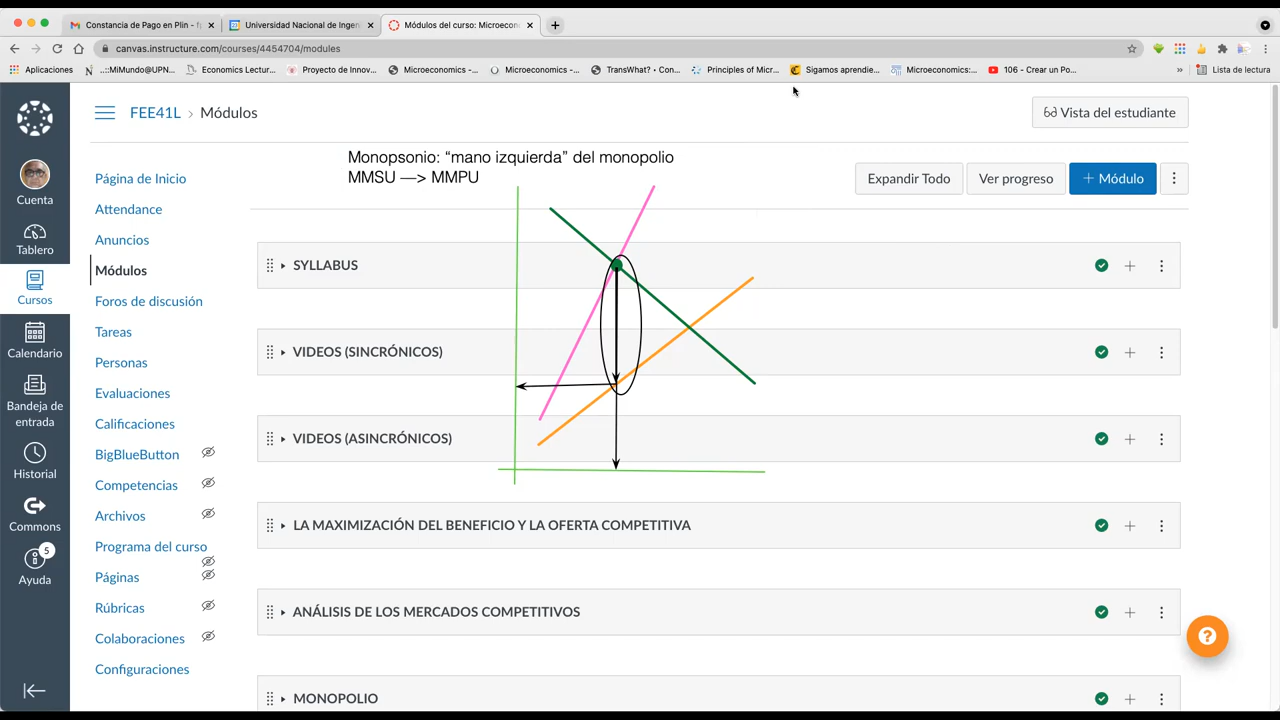 Constancia de Pago en Plin - f
Universidad Nacional de Ingen
Módulos del curso: Microecon
canvas.instructure.com/courses/4454704/modules
Aplicaciones
..:::MiMundo@UPN...
Economics Lectur...
Proyecto de Innov...
Microeconomics -...
Microeconomics -...
TransWhat? • Con...
Principles of Micr...
Sigamos aprendie...
Microeconomics:...
106 - Crear un Po...
»
Lista de lectura
FEE41L › Módulos
Vista del estudiante
Monopsonio: “mano izquierda” del monopolio
MMSU —> MMPU
Expandir Todo
Ver progreso
+ Módulo
Cuenta
Tablero
Cursos
Calendario
Bandeja de
entrada
Historial
Commons
5
Ayuda
Página de Inicio
Attendance
Anuncios
Módulos
Foros de discusión
Tareas
Personas
Evaluaciones
Calificaciones
BigBlueButton
Competencias
Archivos
Programa del curso
Páginas
Rúbricas
Colaboraciones
Configuraciones
SYLLABUS
VIDEOS (SINCRÓNICOS)
VIDEOS (ASINCRÓNICOS)
LA MAXIMIZACIÓN DEL BENEFICIO Y LA OFERTA COMPETITIVA
ANÁLISIS DE LOS MERCADOS COMPETITIVOS
MONOPOLIO
?